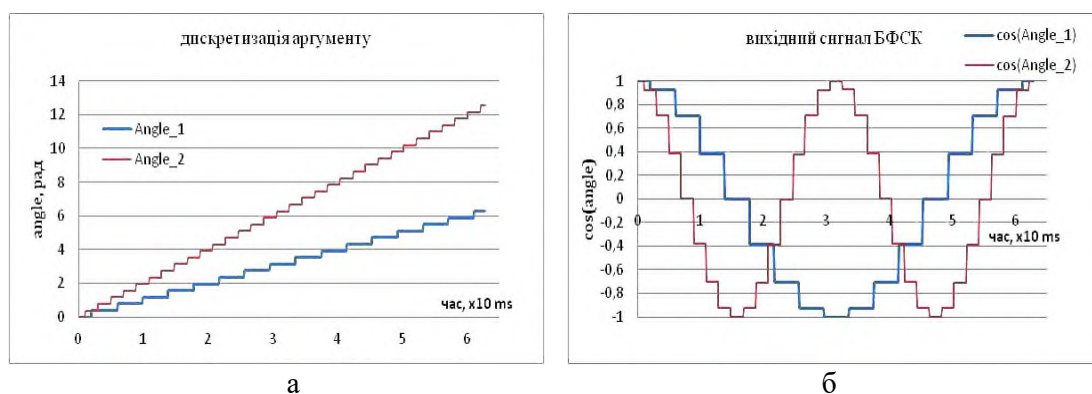 дискретизація аргументу
14
12
10
8
6
4
2
0
angle, рад
Angle_1
Angle_2
0 1 2 3 4 5 6
час, x10 ms
а
вихідний сигнал БФСК
cos(Angle_1)
cos(Angle_2)
1
0,8
0,6
0,4
0,2
0
-0,2
-0,4
-0,6
-0,8
-1
cos(angle)
0 1 2 3 4 5 6
час, x10 ms
б